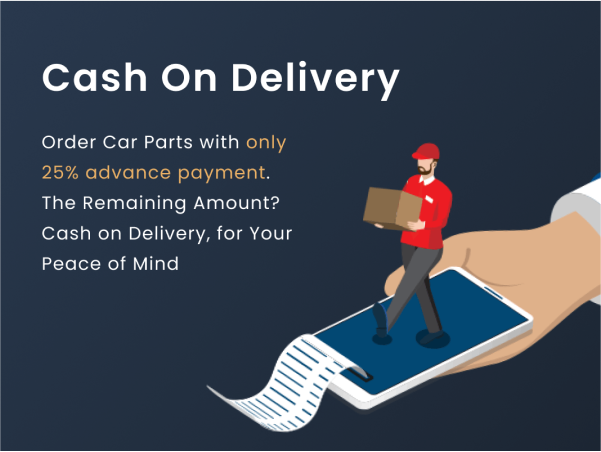 Cash On Delivery
Order Car Parts with only
25% advance payment.
The Remaining Amount?
Cash on Delivery, for Your
Peace of Mind